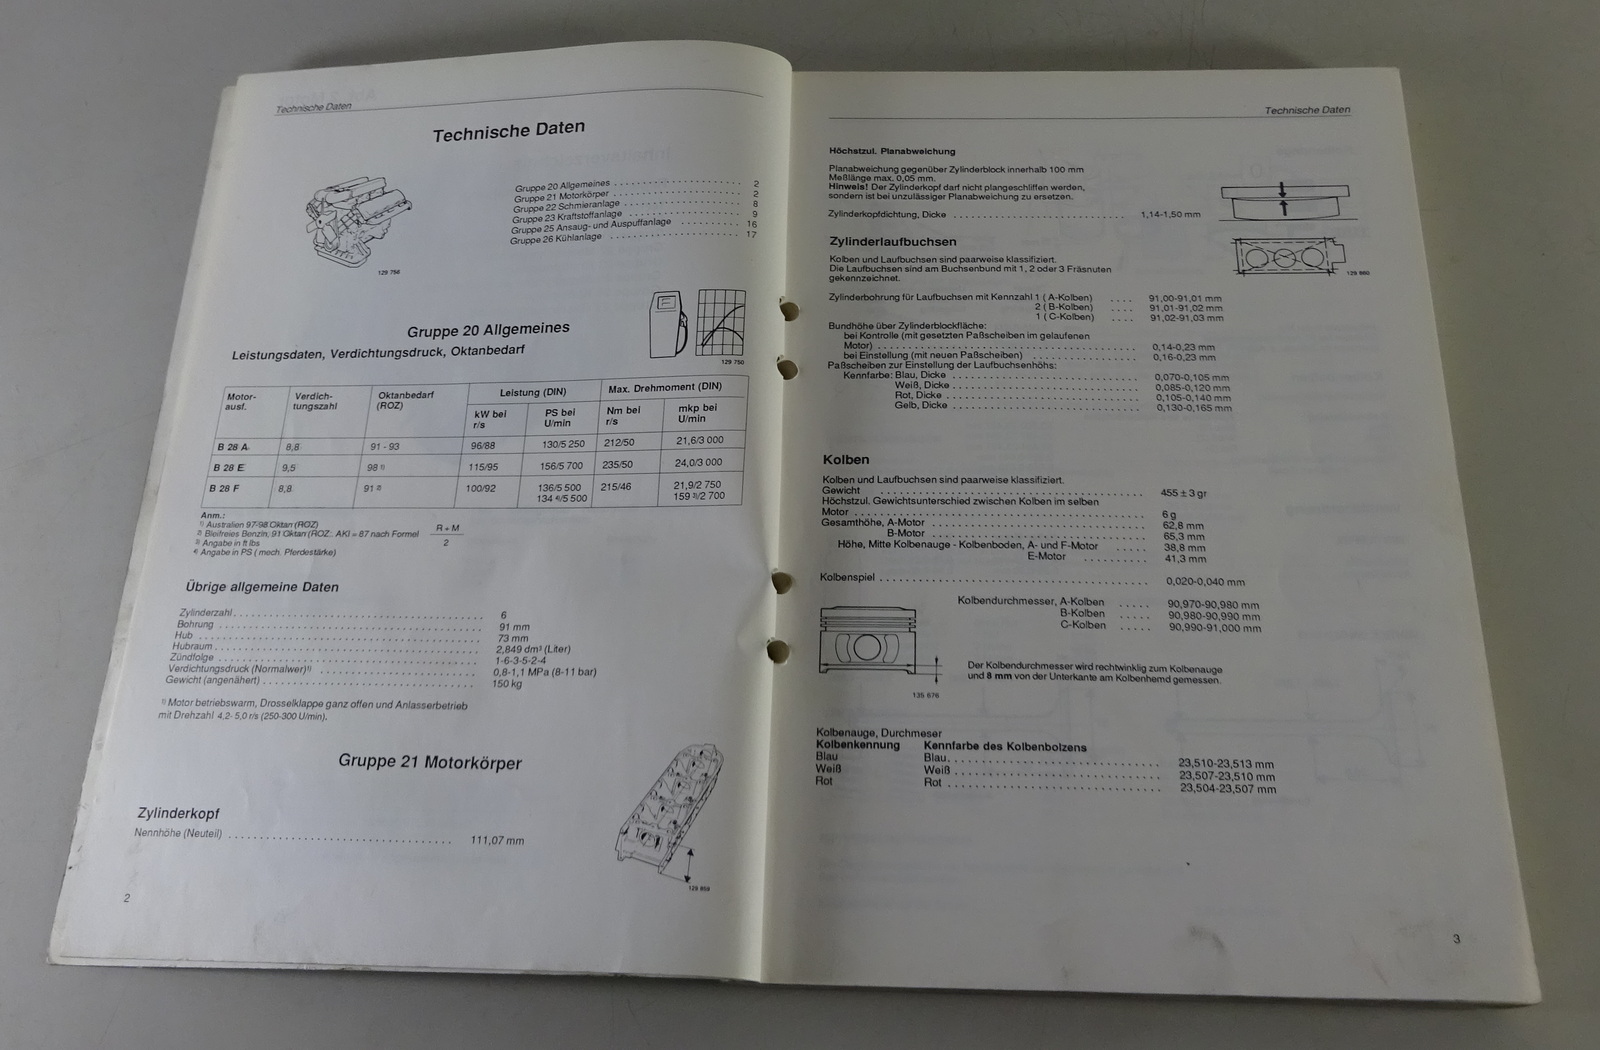 Technische Daten
Technische Daten
Gruppe 20 Allgemeines . . . . . . . . . . 2
Gruppe 21 Motorkörper . . . . . . . . . . 2
Gruppe 22 Schmieranlage . . . . . . . . . . 8
Gruppe 23 Kraftstoffanlage . . . . . . . . . . 9
Gruppe 25 Ansaug- und Auspuffanlage . . . . . . . . . . 16
Gruppe 26 Kühlanlage . . . . . . . . . . 17
129 756
Gruppe 20 Allgemeines
Leistungsdaten, Verdichtungsdruck, Oktanbedarf
129 750
Motor- Verdich- Oktanbedarf Leistung (DIN) Max. Drehmoment (DIN)
ausf. tungszahl (ROZ)
kW bei PS bei Nm bei mkp bei
r/s U/min r/s U/min
B 28 A 8,8 91 - 93 96/88 130/5 250 212/50 21,6/3 000
B 28 E 9,5 98 ¹⁾ 115/95 156/5 700 235/50 24,0/3 000
B 28 F 8,8 91 ²⁾ 100/92 136/5 500 215/46 21,9/2 750
134 ⁴⁾/5 500 159 ³⁾/2 700
Anm.:
¹⁾ Australien 97-98 Oktan (ROZ)
²⁾ Bleifreies Benzin, 91 Oktan (ROZ.: AKI = 87 nach Formel R + M
2
³⁾ Angabe in ft lbs
⁴⁾ Angabe in PS ( mech. Pferdestärke)
Übrige allgemeine Daten
Zylinderzahl . . . . . . . . . . 6
Bohrung . . . . . . . . . . 91 mm
Hub . . . . . . . . . . 73 mm
Hubraum . . . . . . . . . . 2,849 dm³ (Liter)
Zündfolge . . . . . . . . . . 1-6-3-5-2-4
Verdichtungsdruck (Normalwer)¹⁾ . . . . . . . . . . 0,8-1,1 MPa (8-11 bar)
Gewicht (angenähert) . . . . . . . . . . 150 kg
¹⁾ Motor betriebswarm, Drosselklappe ganz offen und Anlasserbetrieb
mit Drehzahl 4,2- 5,0 r/s (250-300 U/min).
Gruppe 21 Motorkörper
Zylinderkopf
Nennhöhe (Neuteil) . . . . . . . . . . 111,07 mm
129 859
2
Technische Daten
Höchstzul. Planabweichung
Planabweichung gegenüber Zylinderblock innerhalb 100 mm
Meßlänge max. 0,05 mm.
Hinweis! Der Zylinderkopf darf nicht plangeschliffen werden,
sondern ist bei unzulässiger Planabweichung zu ersetzen.
Zylinderkopfdichtung, Dicke . . . . . . . . . . 1,14-1,50 mm
Zylinderlaufbuchsen
129 860
Kolben und Laufbuchsen sind paarweise klassifiziert.
Die Laufbuchsen sind am Buchsenbund mit 1, 2 oder 3 Fräsnuten
gekennzeichnet.
Zylinderbohrung für Laufbuchsen mit Kennzahl 1 ( A-Kolben) . . . . 91,00-91,01 mm
2 ( B-Kolben) . . . . 91,01-91,02 mm
1 ( C-Kolben) . . . . 91,02-91,03 mm
Bundhöhe über Zylinderblockfläche:
bei Kontrolle (mit gesetzten Paßscheiben im gelaufenen
Motor) . . . . . . . . . . 0,14-0,23 mm
bei Einstellung (mit neuen Paßscheiben) . . . . . . . . . . 0,16-0,23 mm
Paßscheiben zur Einstellung der Laufbuchsenhöhs:
Kennfarbe: Blau, Dicke . . . . . . . . . . 0,070-0,105 mm
Weiß, Dicke . . . . . . . . . . 0,085-0,120 mm
Rot, Dicke . . . . . . . . . . 0,105-0,140 mm
Gelb, Dicke . . . . . . . . . . 0,130-0,165 mm
Kolben
Kolben und Laufbuchsen sind paarweise klassifiziert.
Gewicht . . . . . . . . . . 455 ± 3 gr
Höchstzul. Gewichtsunterschied zwischen Kolben im selben
Motor . . . . . . . . . . 6 g
Gesamthöhe, A-Motor . . . . . . . . . . 62,8 mm
B-Motor . . . . . . . . . . 65,3 mm
Höhe, Mitte Kolbenauge - Kolbenboden, A- und F-Motor . . . . . 38,8 mm
E-Motor . . . . . . . . . . 41,3 mm
Kolbenspiel . . . . . . . . . . 0,020-0,040 mm
Kolbendurchmesser, A-Kolben . . . . . 90,970-90,980 mm
B-Kolben . . . . . 90,980-90,990 mm
C-Kolben . . . . . 90,990-91,000 mm
Der Kolbendurchmesser wird rechtwinklig zum Kolbenauge
und 8 mm von der Unterkante am Kolbenhemd gemessen.
135 676
Kolbenauge, Durchmeser
Kolbenkennung Kennfarbe des Kolbenbolzens
Blau Blau . . . . . . . . . . 23,510-23,513 mm
Weiß Weiß . . . . . . . . . . 23,507-23,510 mm
Rot Rot . . . . . . . . . . 23,504-23,507 mm
3